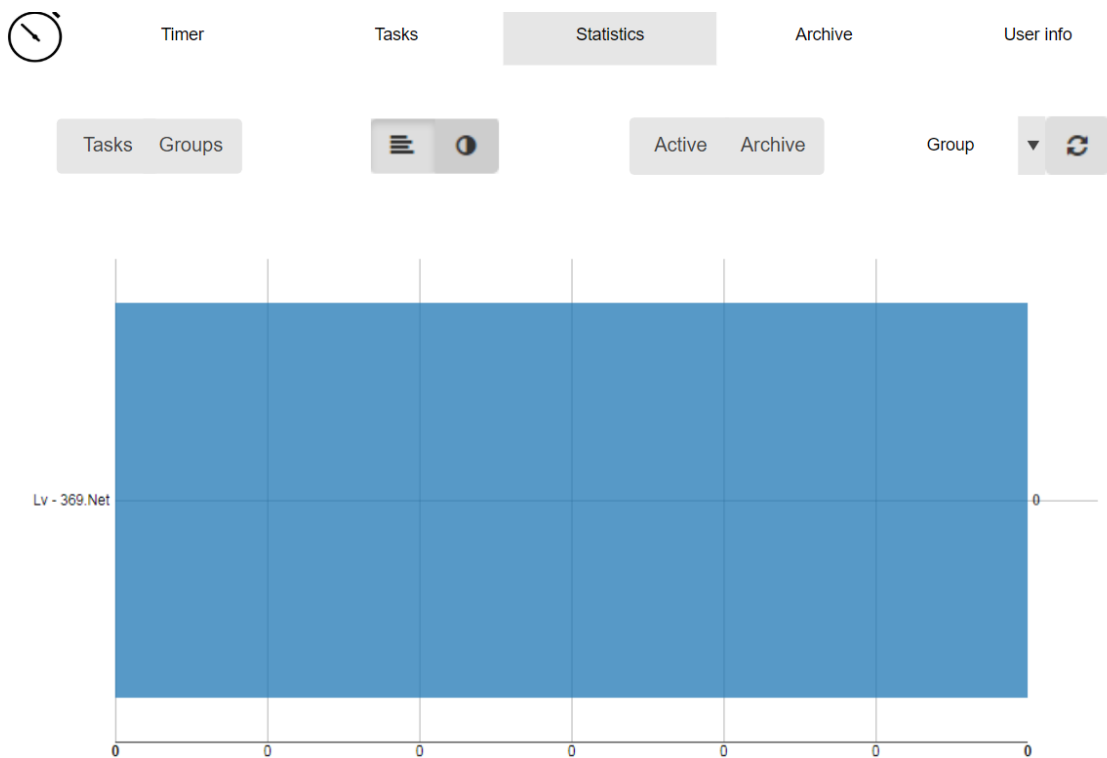 Timer Tasks Statistics Archive User info
Tasks Groups Active Archive Group
Lv - 369.Net 0
0 0 0 0 0 0 0